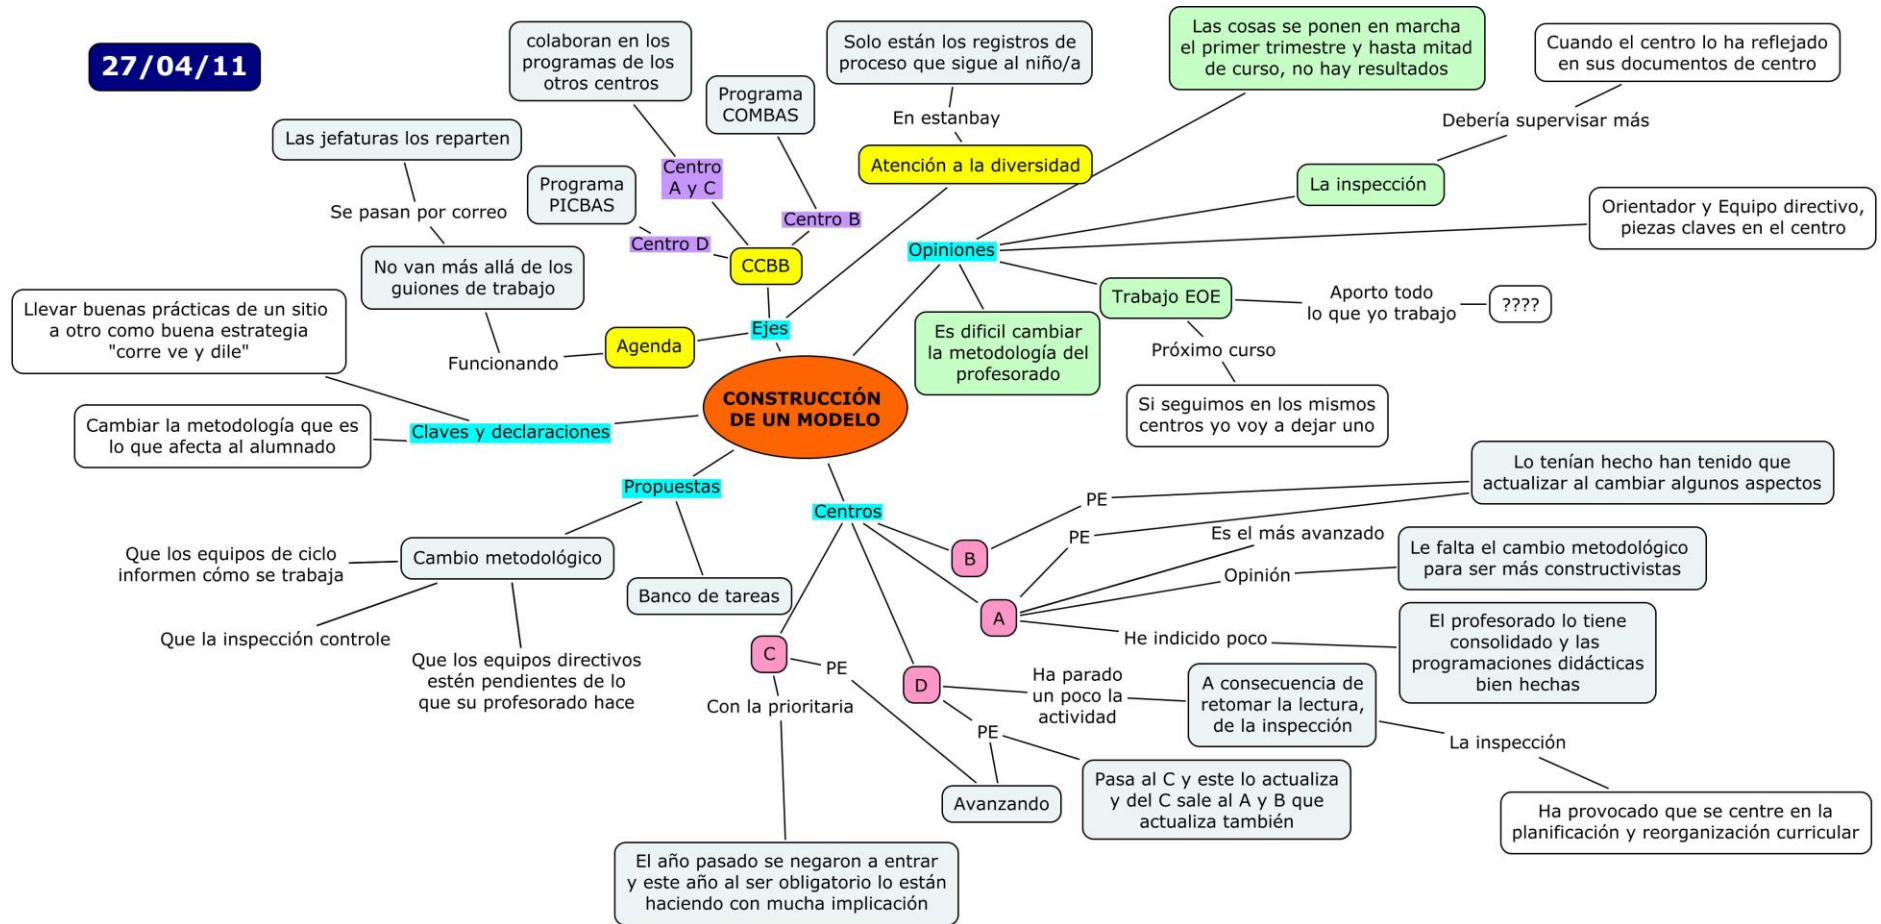 27/04/11
colaboran en los
programas de los
otros centros
Solo están los registros de
proceso que sigue al niño/a
Las cosas se ponen en marcha
el primer trimestre y hasta mitad
de curso, no hay resultados
Cuando el centro lo ha reflejado
en sus documentos de centro
Programa
COMBAS
En estanbay
Debería supervisar más
Las jefaturas los reparten
Atención a la diversidad
Centro
A y C
Programa
PICBAS
La inspección
Se pasan por correo
Centro B
Orientador y Equipo directivo,
piezas claves en el centro
Centro D
Opiniones
CCBB
No van más allá de los
guiones de trabajo
Trabajo EOE
Aporto todo
lo que yo trabajo
????
Llevar buenas prácticas de un sitio
a otro como buena estrategia
"corre ve y dile"
Ejes
Agenda
Funcionando
Es dificil cambiar
la metodología del
profesorado
Próximo curso
CONSTRUCCIÓN
DE UN MODELO
Si seguimos en los mismos
centros yo voy a dejar uno
Cambiar la metodología que es
lo que afecta al alumnado
Claves y declaraciones
Propuestas
Centros
PE
Lo tenían hecho han tenido que
actualizar al cambiar algunos aspectos
PE
Es el más avanzado
Que los equipos de ciclo
informen cómo se trabaja
Cambio metodológico
B
Le falta el cambio metodológico
para ser más constructivistas
Opinión
Banco de tareas
A
Que la inspección controle
He indicido poco
El profesorado lo tiene
consolidado y las
programaciones didácticas
bien hechas
C
PE
Que los equipos directivos
estén pendientes de lo
que su profesorado hace
D
Ha parado
un poco la
actividad
A consecuencia de
retomar la lectura,
de la inspección
Con la prioritaria
PE
La inspección
Avanzando
Pasa al C y este lo actualiza
y del C sale al A y B que
actualiza también
Ha provocado que se centre en la
planificación y reorganización curricular
El año pasado se negaron a entrar
y este año al ser obligatorio lo están
haciendo con mucha implicación